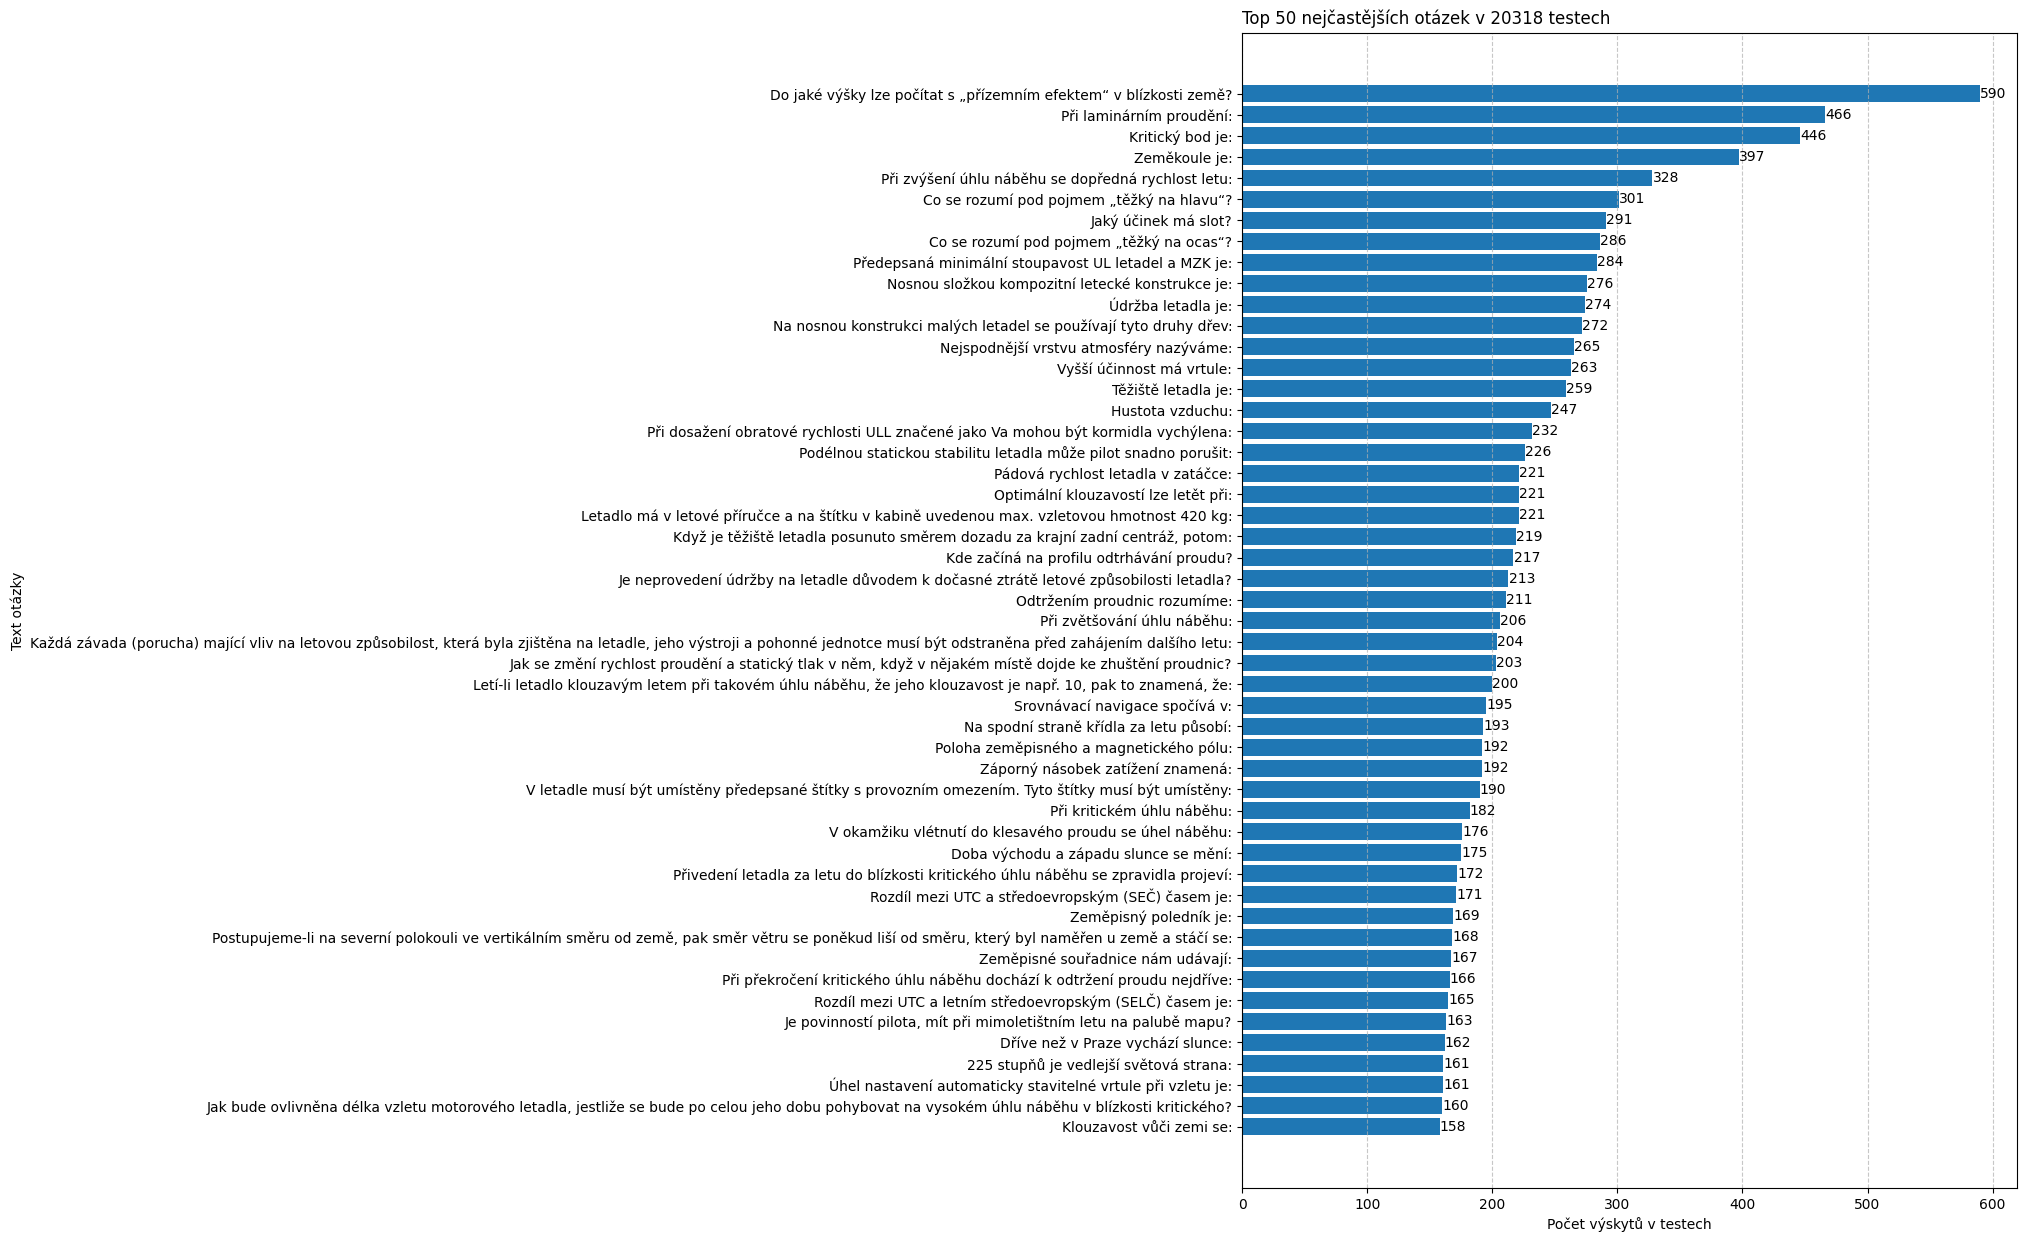 Top 50 nejčastějších otázek v 20318 testech
Do jaké výšky lze počítat s „přízemním efektem“ v blízkosti země? 590
Při laminárním proudění: 466
Kritický bod je: 446
Zeměkoule je: 397
Při zvýšení úhlu náběhu se dopředná rychlost letu: 328
Co se rozumí pod pojmem „těžký na hlavu“? 301
Jaký účinek má slot? 291
Co se rozumí pod pojmem „těžký na ocas“? 286
Předepsaná minimální stoupavost UL letadel a MZK je: 284
Nosnou složkou kompozitní letecké konstrukce je: 276
Údržba letadla je: 274
Na nosnou konstrukci malých letadel se používají tyto druhy dřev: 272
Nejspodnější vrstvu atmosféry nazýváme: 265
Vyšší účinnost má vrtule: 263
Těžiště letadla je: 259
Hustota vzduchu: 247
Při dosažení obratové rychlosti ULL značené jako Va mohou být kormidla vychýlena: 232
Podélnou statickou stabilitu letadla může pilot snadno porušit: 226
Pádová rychlost letadla v zatáčce: 221
Optimální klouzavostí lze letět při: 221
Letadlo má v letové příručce a na štítku v kabině uvedenou max. vzletovou hmotnost 420 kg: 221
Když je těžiště letadla posunuto směrem dozadu za krajní zadní centráž, potom: 219
Kde začíná na profilu odtrhávání proudu? 217
Je neprovedení údržby na letadle důvodem k dočasné ztrátě letové způsobilosti letadla? 213
Odtržením proudnic rozumíme: 211
Při zvětšování úhlu náběhu: 206
Každá závada (porucha) mající vliv na letovou způsobilost, která byla zjištěna na letadle, jeho výstroji a pohonné jednotce musí být odstraněna před zahájením dalšího letu: 204
Jak se změní rychlost proudění a statický tlak v něm, když v nějakém místě dojde ke zhuštění proudnic? 203
Letí-li letadlo klouzavým letem při takovém úhlu náběhu, že jeho klouzavost je např. 10, pak to znamená, že: 200
Srovnávací navigace spočívá v: 195
Na spodní straně křídla za letu působí: 193
Poloha zeměpisného a magnetického pólu: 192
Záporný násobek zatížení znamená: 192
V letadle musí být umístěny předepsané štítky s provozním omezením. Tyto štítky musí být umístěny: 190
Při kritickém úhlu náběhu: 182
V okamžiku vlétnutí do klesavého proudu se úhel náběhu: 176
Doba východu a západu slunce se mění: 175
Přivedení letadla za letu do blízkosti kritického úhlu náběhu se zpravidla projeví: 172
Rozdíl mezi UTC a středoevropským (SEČ) časem je: 171
Zeměpisný poledník je: 169
Postupujeme-li na severní polokouli ve vertikálním směru od země, pak směr větru se poněkud liší od směru, který byl naměřen u země a stáčí se: 168
Zeměpisné souřadnice nám udávají: 167
Při překročení kritického úhlu náběhu dochází k odtržení proudu nejdříve: 166
Rozdíl mezi UTC a letním středoevropským (SELČ) časem je: 165
Je povinností pilota, mít při mimoletištním letu na palubě mapu? 163
Dříve než v Praze vychází slunce: 162
225 stupňů je vedlejší světová strana: 161
Úhel nastavení automaticky stavitelné vrtule při vzletu je: 161
Jak bude ovlivněna délka vzletu motorového letadla, jestliže se bude po celou jeho dobu pohybovat na vysokém úhlu náběhu v blízkosti kritického? 160
Klouzavost vůči zemi se: 158
Text otázky
0 100 200 300 400 500 600
Počet výskytů v testech